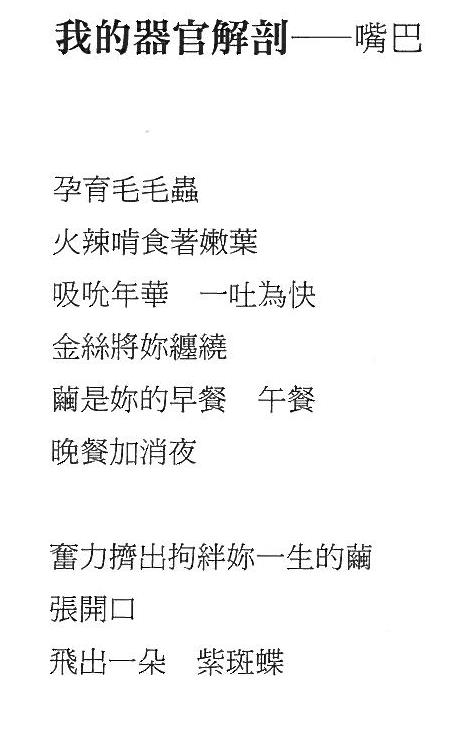 我的器官解剖——嘴巴
孕育毛毛蟲
火辣啃食著嫩葉
吸吮年華　一吐為快
金絲將妳纏繞
繭是妳的早餐　午餐
晚餐加消夜
奮力擠出拘絆妳一生的繭
張開口
飛出一朵　紫斑蝶